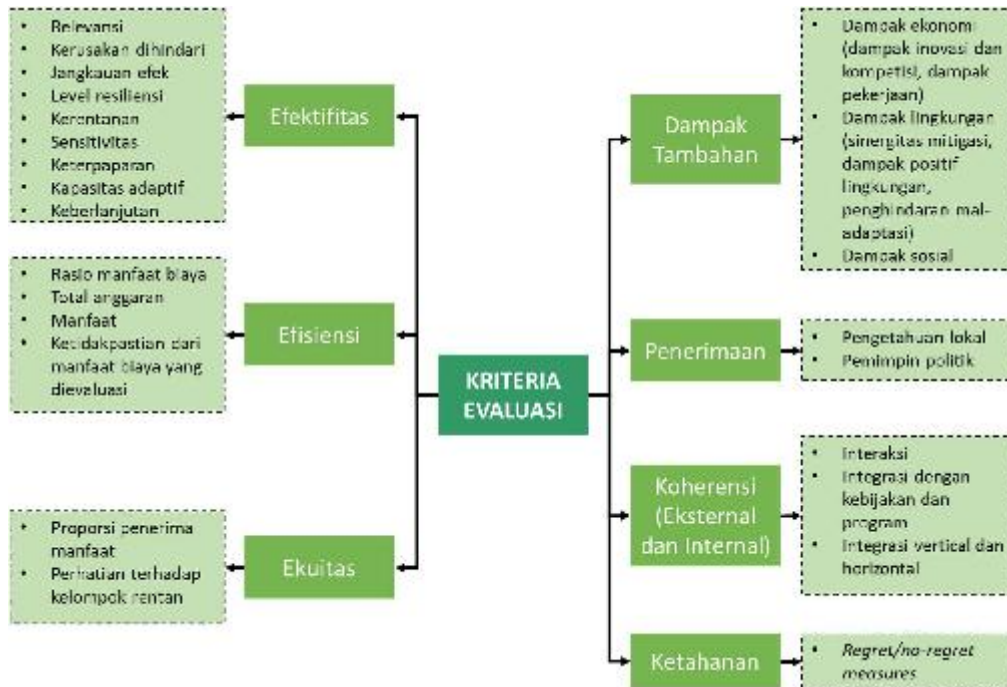 • Relevansi
• Kerusakan dihindari
• Jangkauan efek
• Level resiliensi
• Kerentanan
• Sensitivitas
• Keterpaparan
• Kapasitas adaptif
• Keberlanjutan
Efektifitas
• Rasio manfaat biaya
• Total anggaran
• Manfaat
• Ketidakpastian dari
manfaat biaya yang
dievaluasi
Efisiensi
• Proporsi penerima
manfaat
• Perhatian terhadap
kelompok rentan
Ekuitas
KRITERIA
EVALUASI
Dampak
Tambahan
• Dampak ekonomi
(dampak inovasi dan
kompetisi, dampak
pekerjaan)
• Dampak lingkungan
(sinergitas mitigasi,
dampak positif
lingkungan,
penghindaran mal-
adaptasi)
• Dampak sosial
Penerimaan
• Pengetahuan lokal
• Pemimpin politik
Koherensi
(Eksternal
dan Internal)
• Interaksi
• Integrasi dengan
kebijakan dan
program
• Integrasi vertical dan
horizontal
Ketahanan
• Regret/no-regret
measures